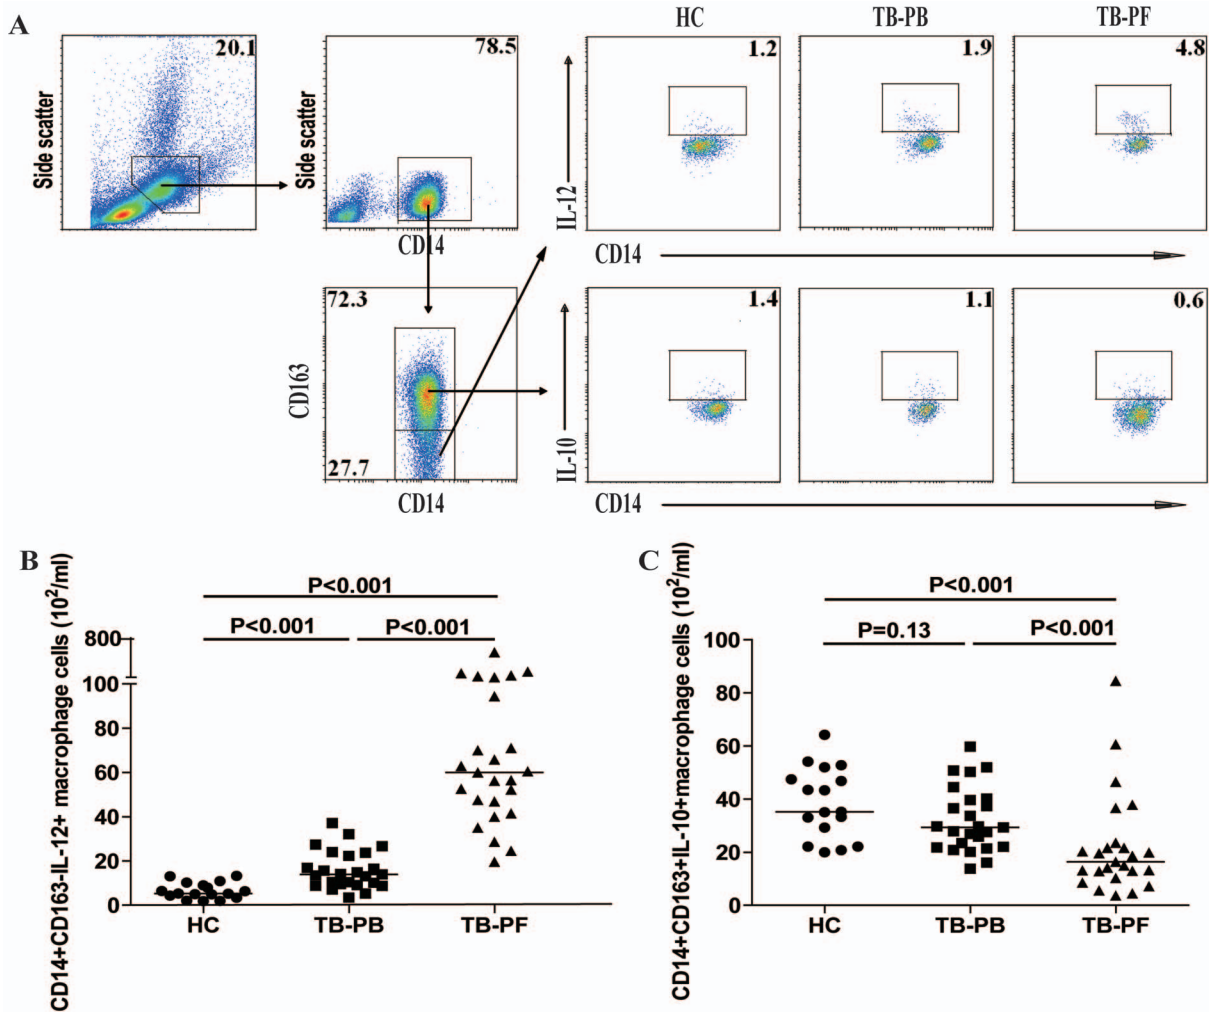 A
HC
TB-PB
TB-PF
20.1
Side scatter
78.5
Side scatter
CD14
1.2
1.9
4.8
IL-12
CD14
72.3
27.7
CD163
CD14
1.4
1.1
0.6
IL-10
CD14
B
CD14+CD163-IL-12+ macrophage cells (10²/ml)
P<0.001
P<0.001
P<0.001
800
100
80
60
40
20
0
HC
TB-PB
TB-PF
C
CD14+CD163+IL-10+macrophage cells (10²/ml)
P<0.001
P=0.13
P<0.001
100
80
60
40
20
0
HC
TB-PB
TB-PF